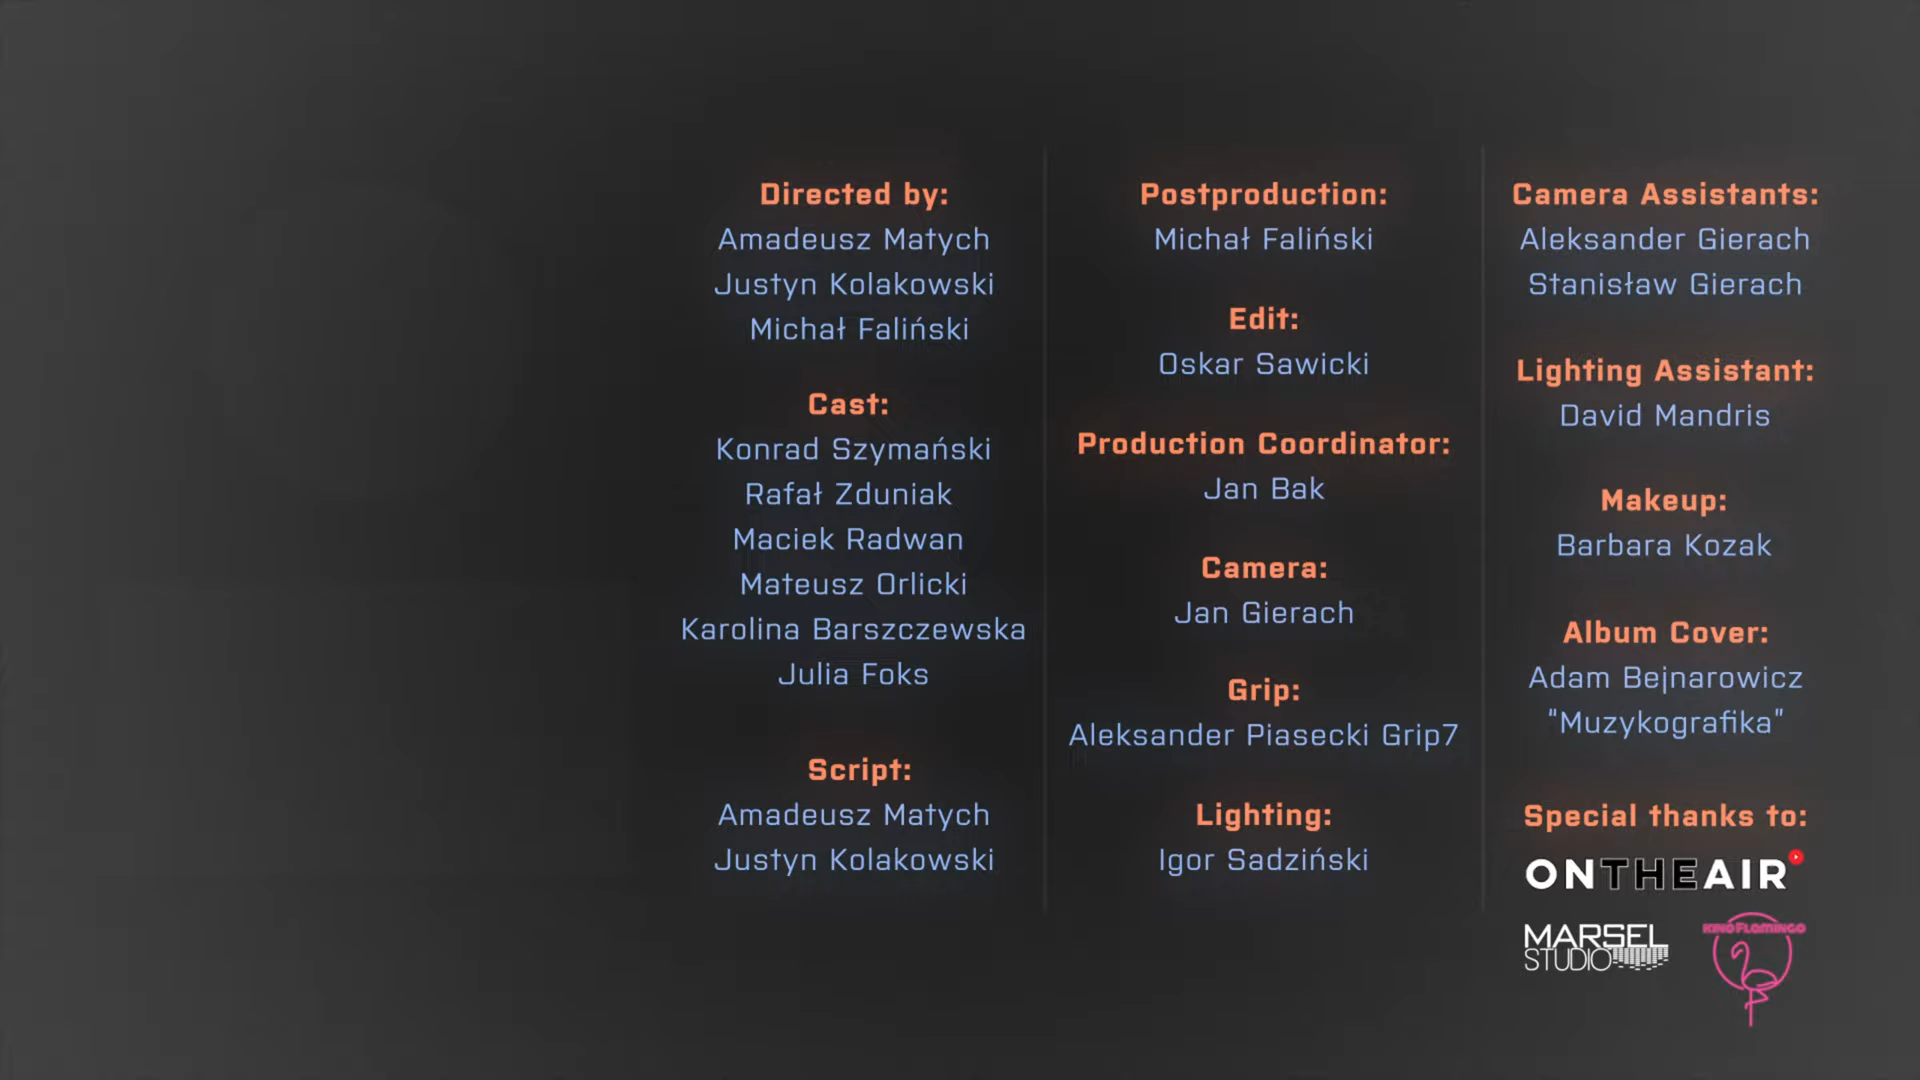 Directed by:
Amadeusz Matych
Justyn Kolakowski
Michał Faliński
Cast:
Konrad Szymański
Rafał Zduniak
Maciek Radwan
Mateusz Orlicki
Karolina Barszczewska
Julia Foks
Script:
Amadeusz Matych
Justyn Kolakowski
Postproduction:
Michał Faliński
Edit:
Oskar Sawicki
Production Coordinator:
Jan Bak
Camera:
Jan Gierach
Grip:
Aleksander Piasecki Grip7
Lighting:
Igor Sadziński
Camera Assistants:
Aleksander Gierach
Stanisław Gierach
Lighting Assistant:
David Mandris
Makeup:
Barbara Kozak
Album Cover:
Adam Bejnarowicz
"Muzykografika"
Special thanks to:
ONTHEAIR
MARSEL
STUDIO
KINO FLAMINGO